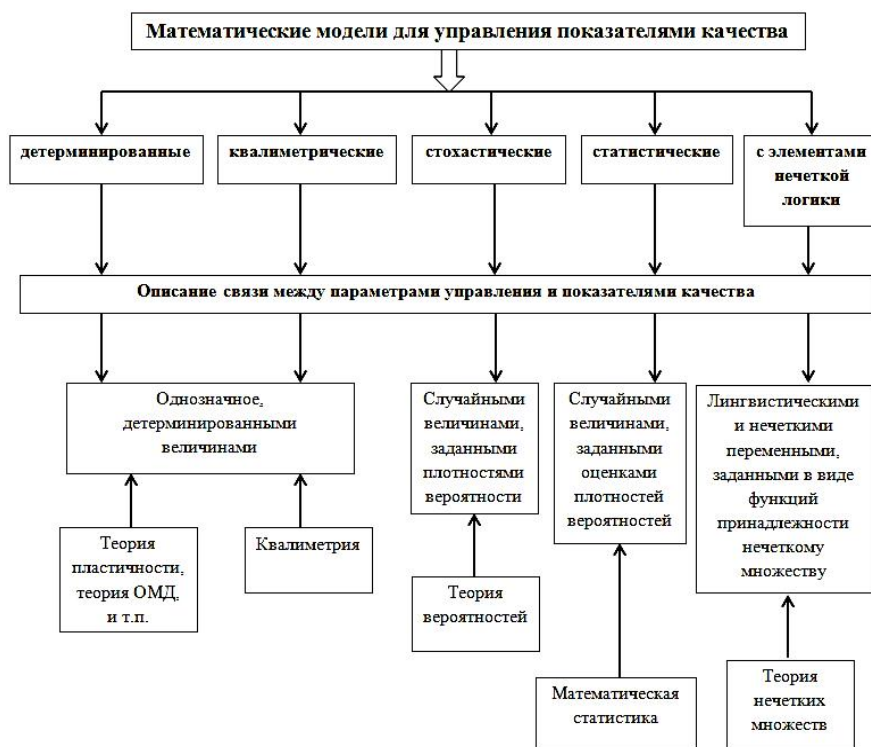 Математические модели для управления показателями качества
детерминированные
квалиметрические
стохастические
статистические
с элементами
нечеткой
логики
Описание связи между параметрами управления и показателями качества
Однозначное,
детерминированными
величинами
Случайными
величинами,
заданными
плотностями
вероятности
Случайными
величинами,
заданными
оценками
плотностей
вероятностей
Лингвистическими
и нечеткими
переменными,
заданными в виде
функций
принадлежности
нечеткому
множеству
Теория
пластичности,
теория ОМД,
и т.п.
Квалиметрия
Теория
вероятностей
Математическая
статистика
Теория
нечетких
множеств